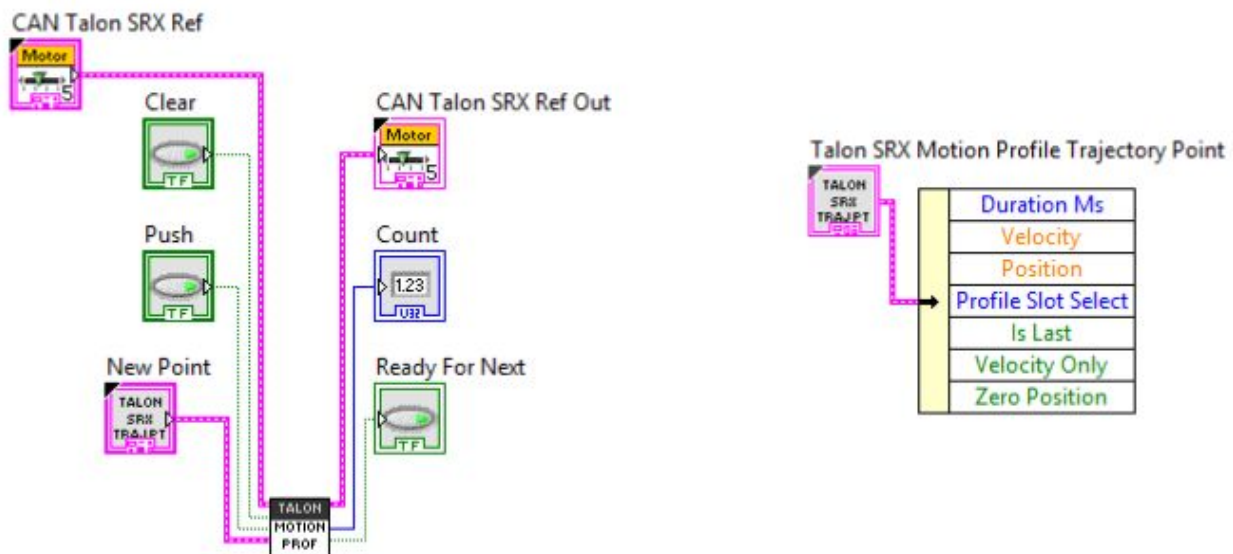 CAN Talon SRX Ref
Motor
5
Clear
TF
CAN Talon SRX Ref Out
Motor
5
Push
TF
Count
1.23
U32
New Point
TALON
SRX
TRAJPT
Ready For Next
TF
TALON
MOTION
PROF
Talon SRX Motion Profile Trajectory Point
TALON
SRX
TRAJPT
Duration Ms
Velocity
Position
Profile Slot Select
Is Last
Velocity Only
Zero Position